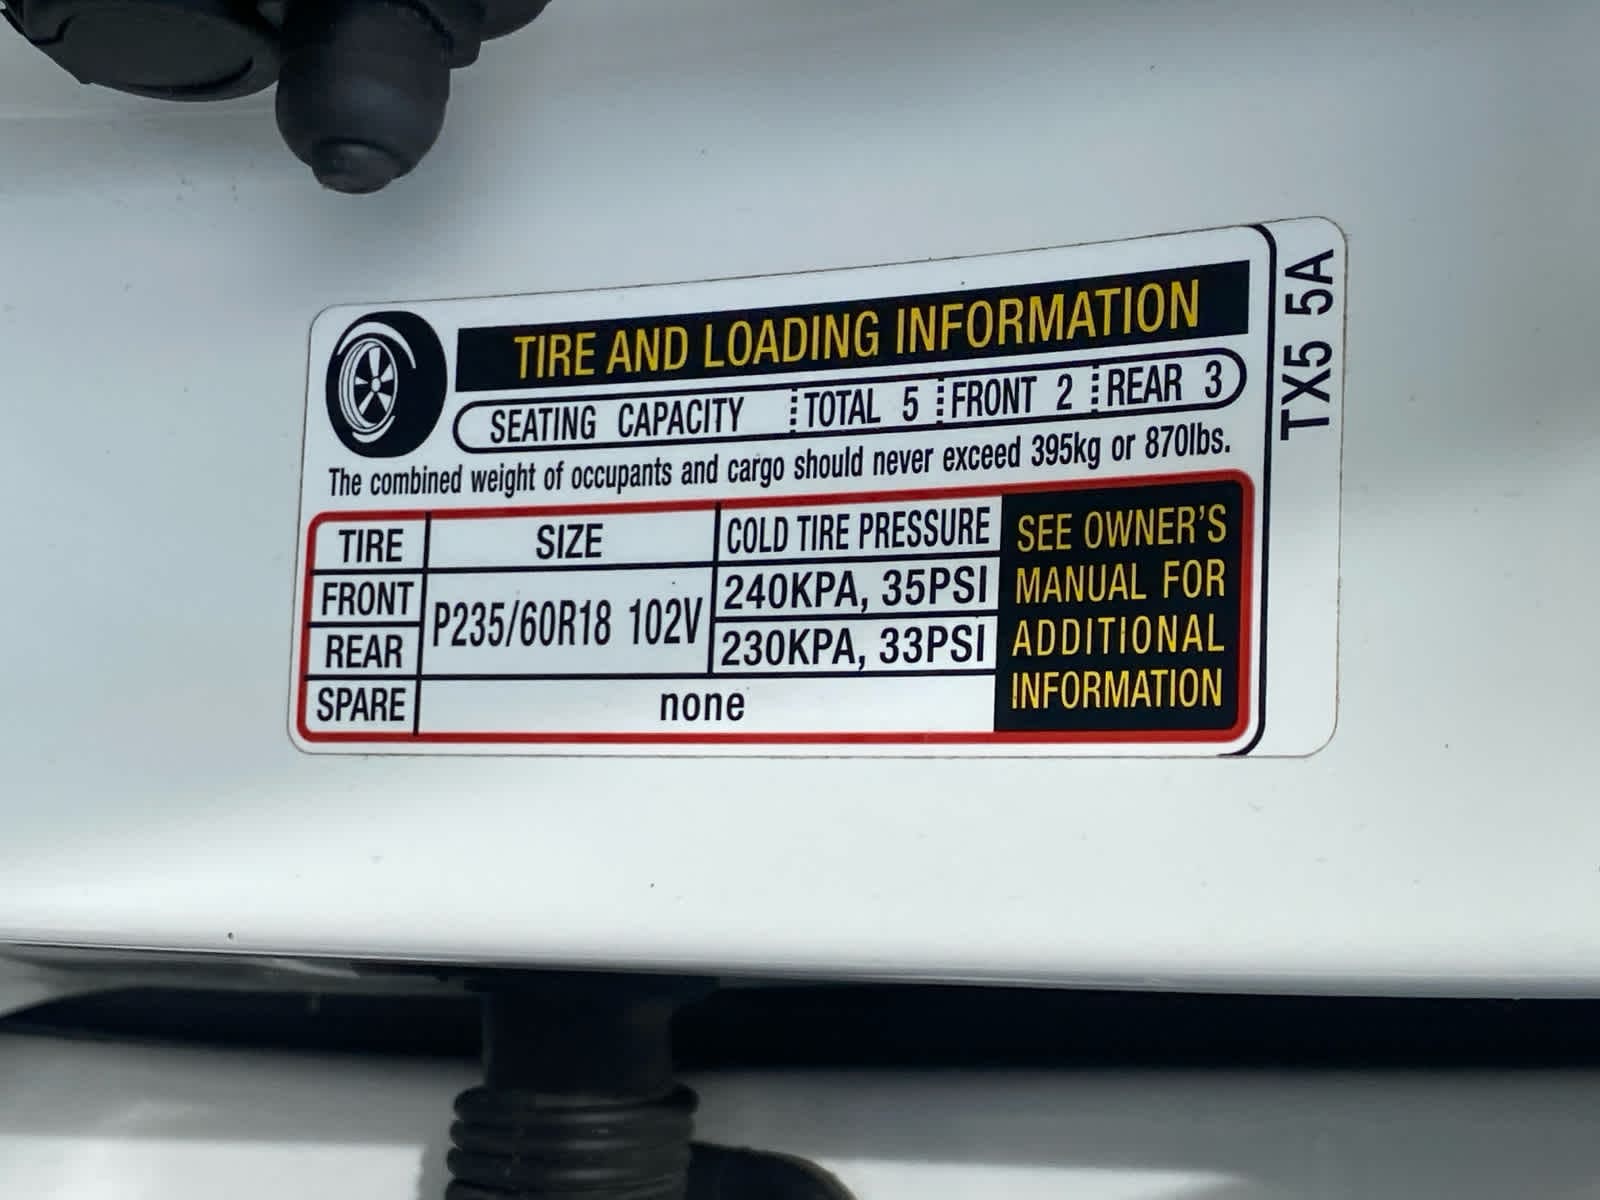 TIRE AND LOADING INFORMATION
SEATING CAPACITY TOTAL 5 FRONT 2 REAR 3
The combined weight of occupants and cargo should never exceed 395kg or 870lbs.
TIRE SIZE COLD TIRE PRESSURE
FRONT P235/60R18 102V 240KPA, 35PSI
REAR 230KPA, 33PSI
SPARE none
SEE OWNER'S
MANUAL FOR
ADDITIONAL
INFORMATION
TX5 5A